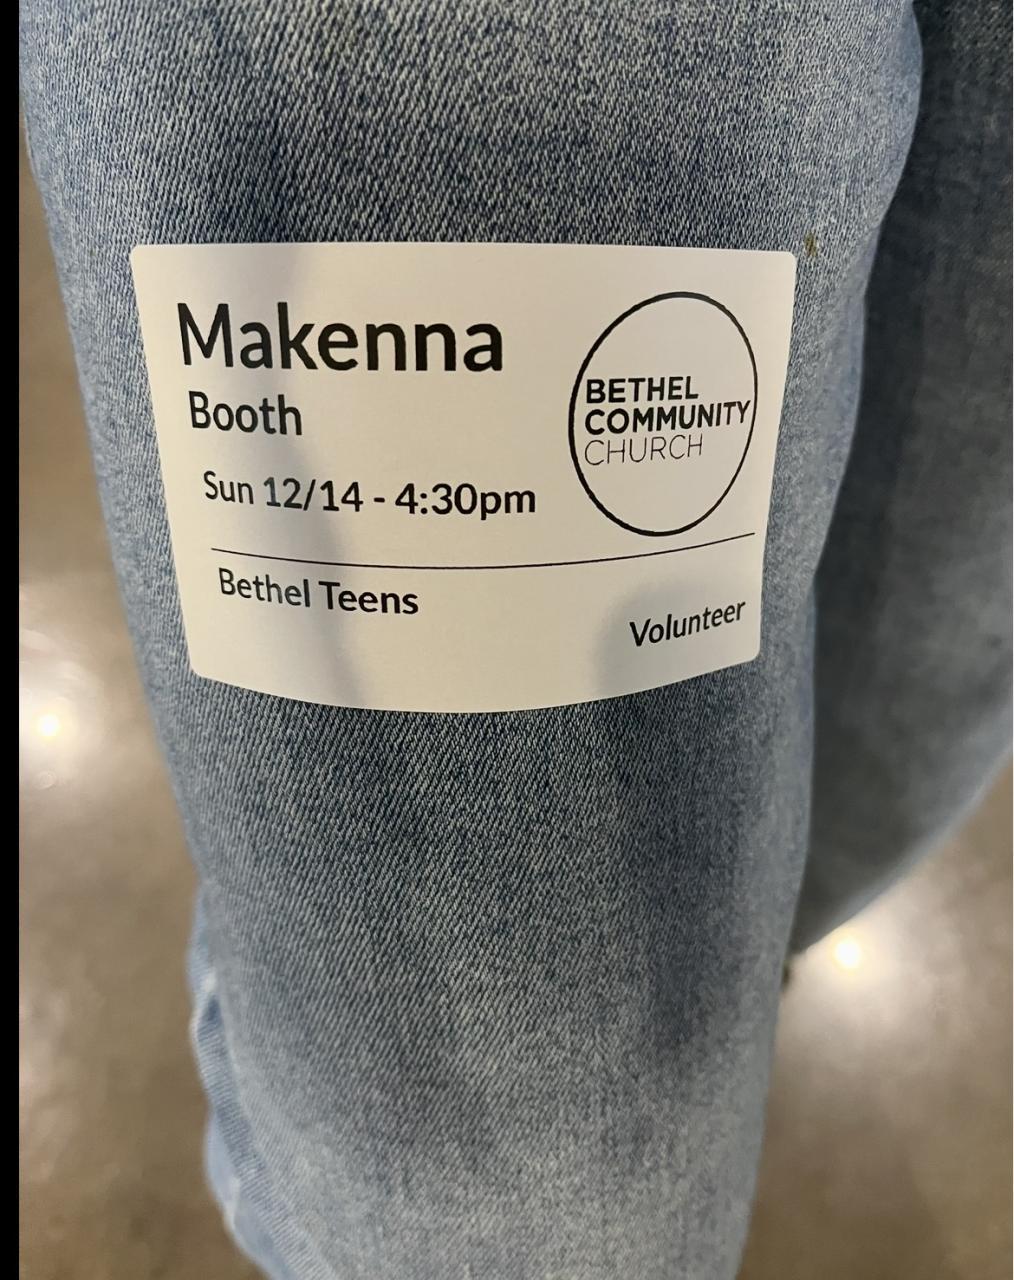 Makenna
Booth
Sun 12/14 - 4:30pm
BETHEL
COMMUNITY
CHURCH
Bethel Teens
Volunteer